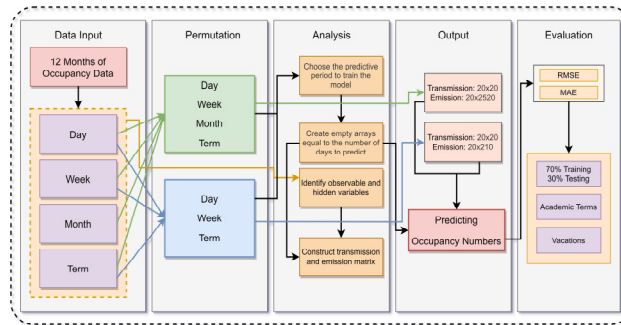 Data Input
12 Months of
Occupancy Data
Day
Week
Month
Term
Permutation
Day
Week
Month
Term
Day
Week
Term
Analysis
Choose the predictive
period to train the
model
Create empty arrays
equal to the number of
days to predict
Identify observable and
hidden variables
Construct transmission
and emission matrix
Output
Transmission: 20x20
Emission: 20x2520
Transmission: 20x20
Emission: 20x210
Predicting
Occupancy Numbers
Evaluation
RMSE
MAE
70% Training
30% Testing
Academic Terms
Vacations